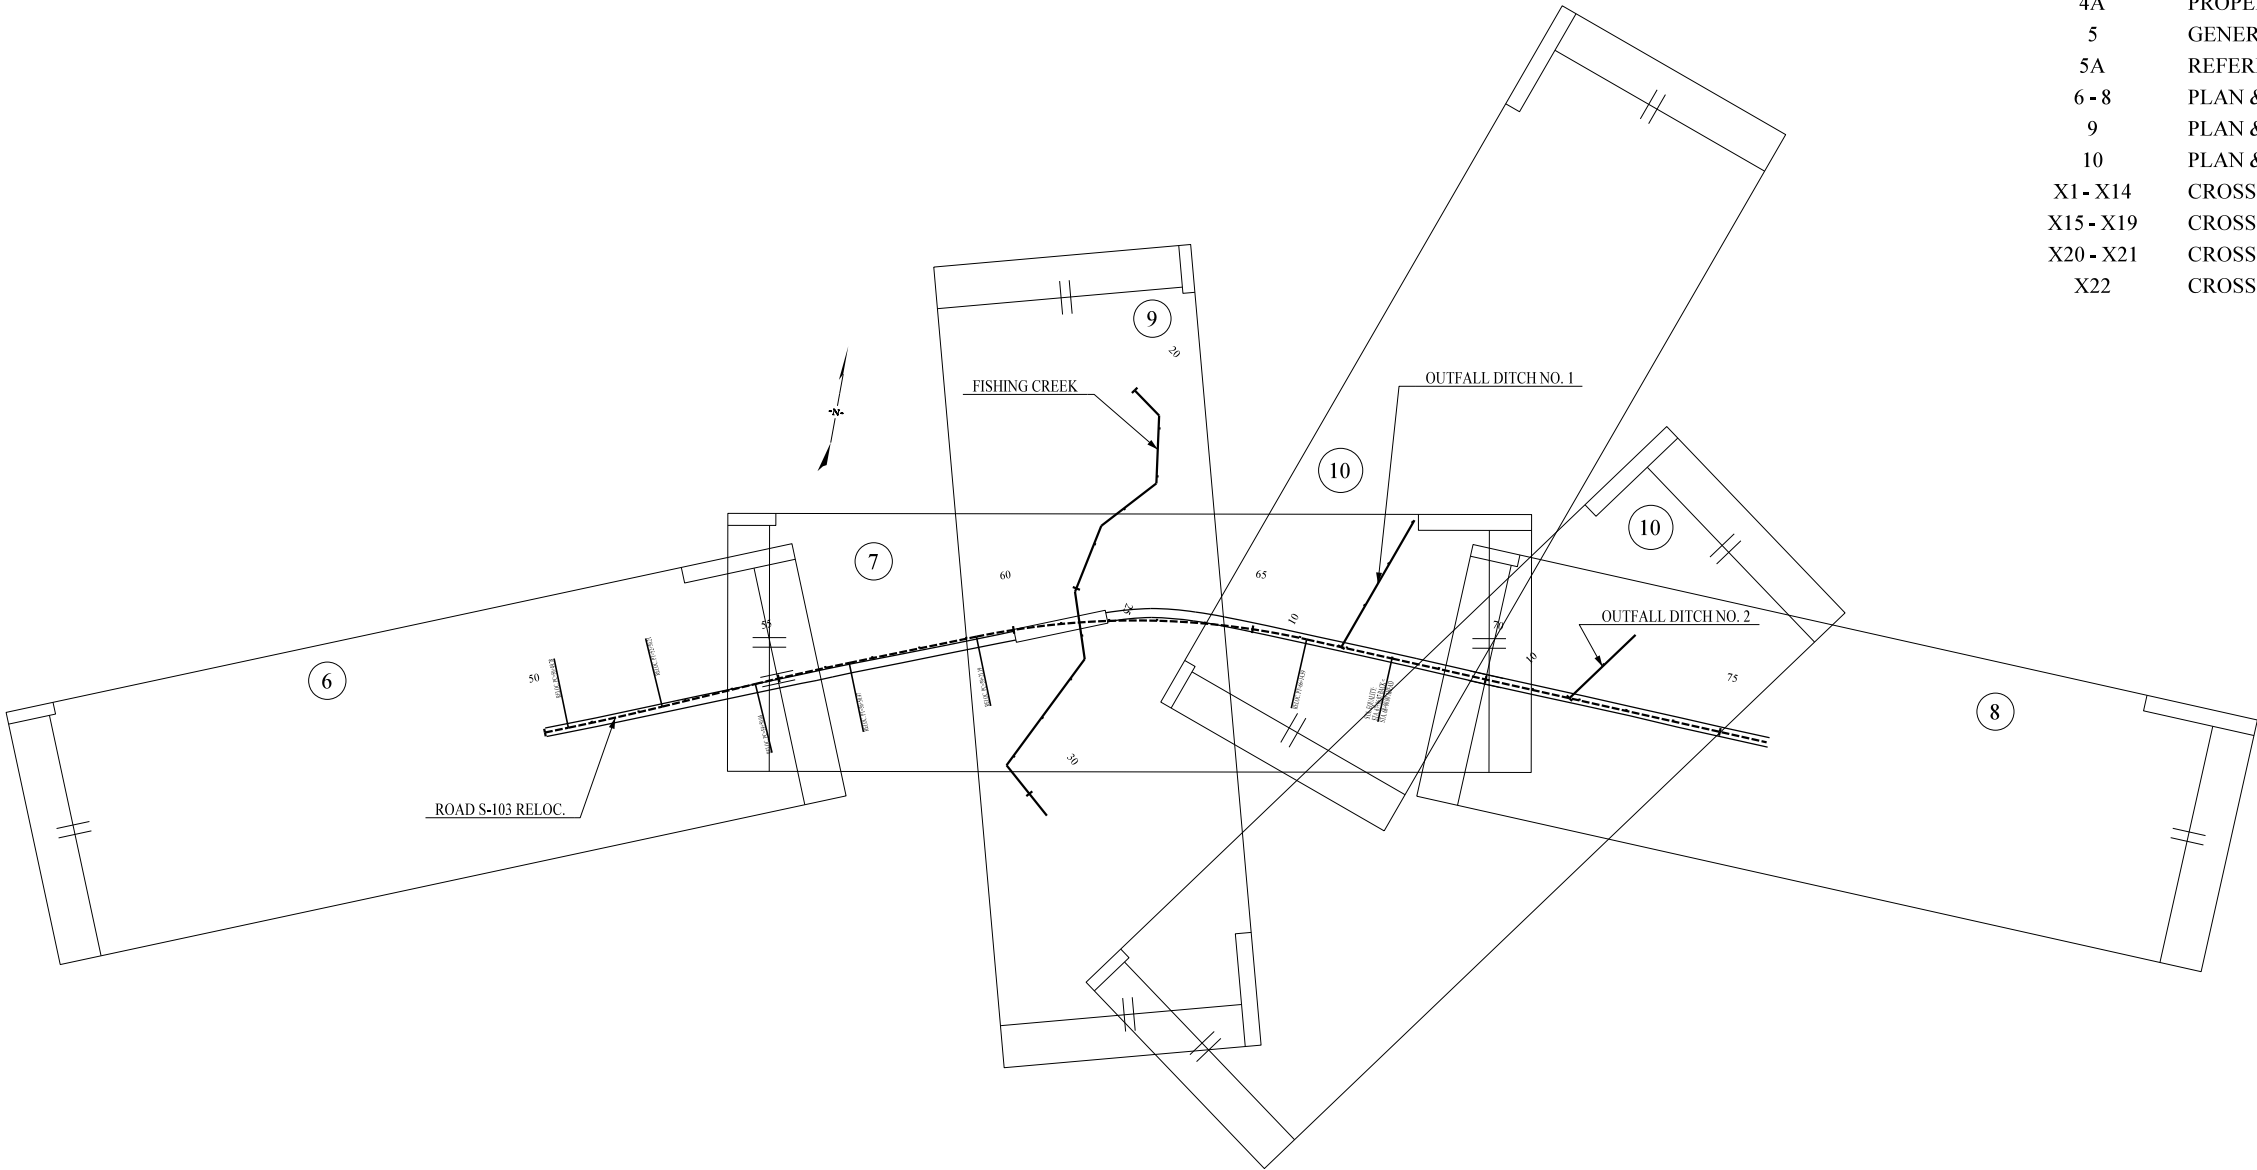 4A PROPE
5 GENER
5A REFER
6 - 8 PLAN &
9 PLAN &
10 PLAN &
X1 - X14 CROSS
X15 - X19 CROSS
X20 - X21 CROSS
X22 CROSS
9
20
FISHING CREEK
OUTFALL DITCH NO. 1
-N-
10
10
7
60
65
25
10
OUTFALL DITCH NO. 2
55
70
10
6
50
75
8
30
ROAD S-103 RELOC.